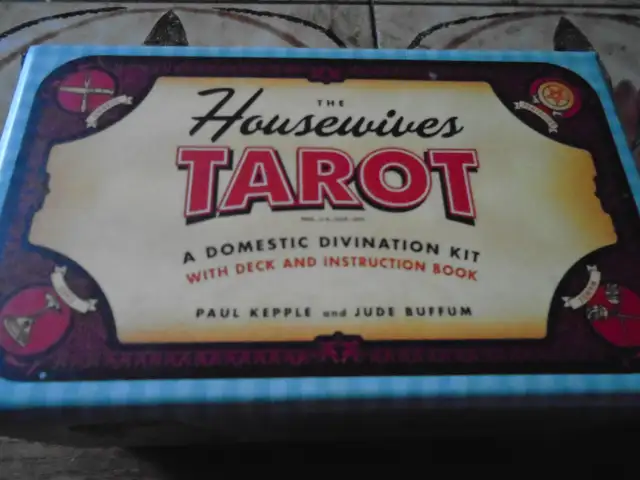 THE
Housewives
TAROT
A DOMESTIC DIVINATION KIT
WITH DECK AND INSTRUCTION BOOK
PAUL KEPPLE and JUDE BUFFUM